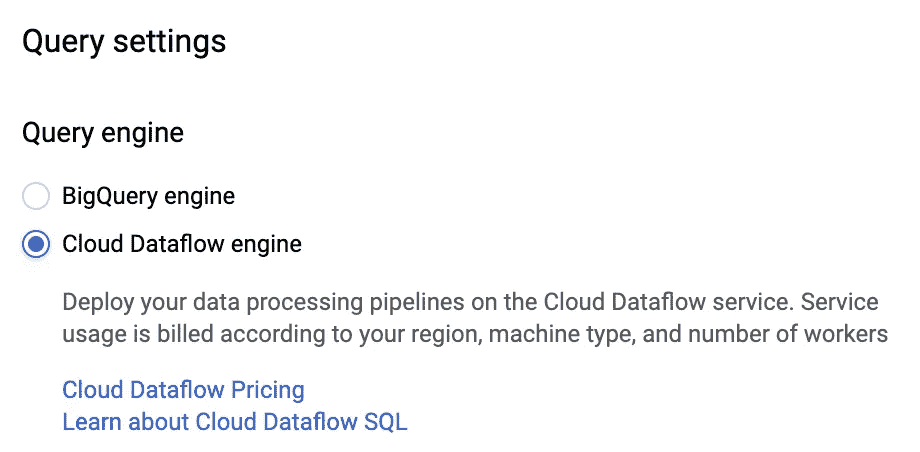 Query settings
Query engine
BigQuery engine
Cloud Dataflow engine
Deploy your data processing pipelines on the Cloud Dataflow service. Service
usage is billed according to your region, machine type, and number of workers
Cloud Dataflow Pricing
Learn about Cloud Dataflow SQL